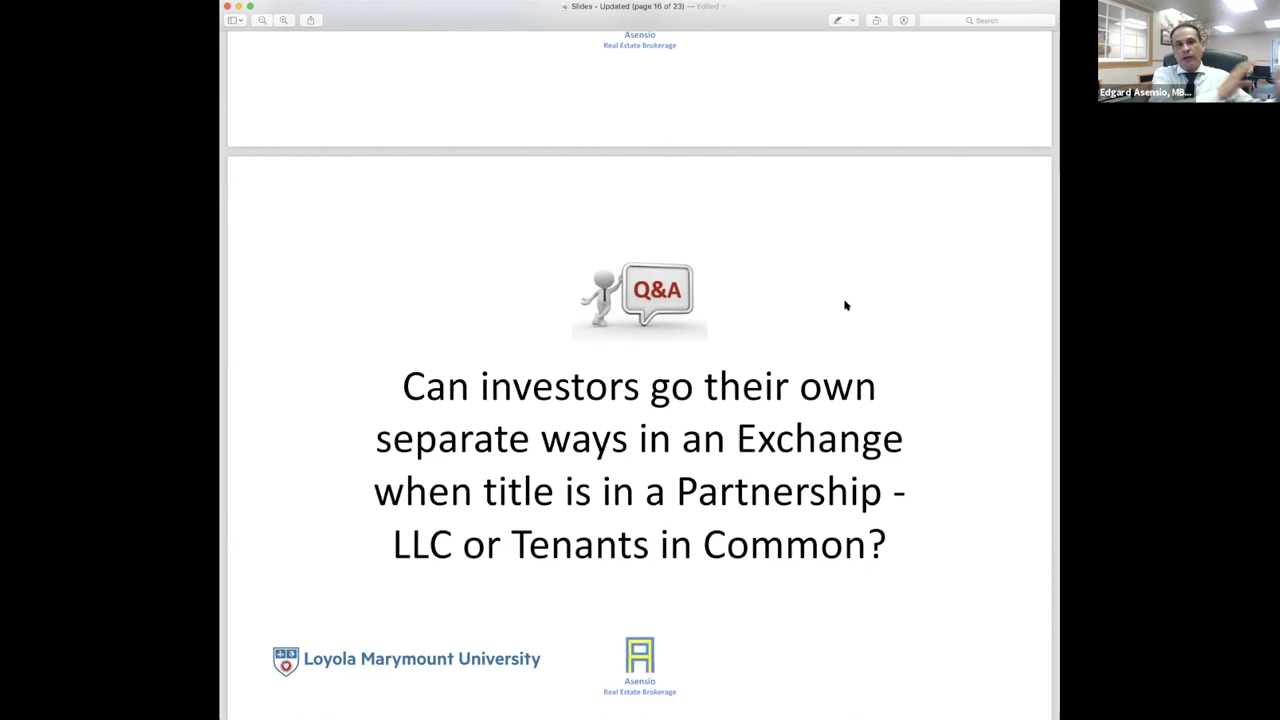 Slides - Updated (page 16 of 23) — Edited
Search
Asensio
Real Estate Brokerage
Edgard Asensio, MB...
Q&A
Can investors go their own
separate ways in an Exchange
when title is in a Partnership -
LLC or Tenants in Common?
Loyola Marymount University
Asensio
Real Estate Brokerage